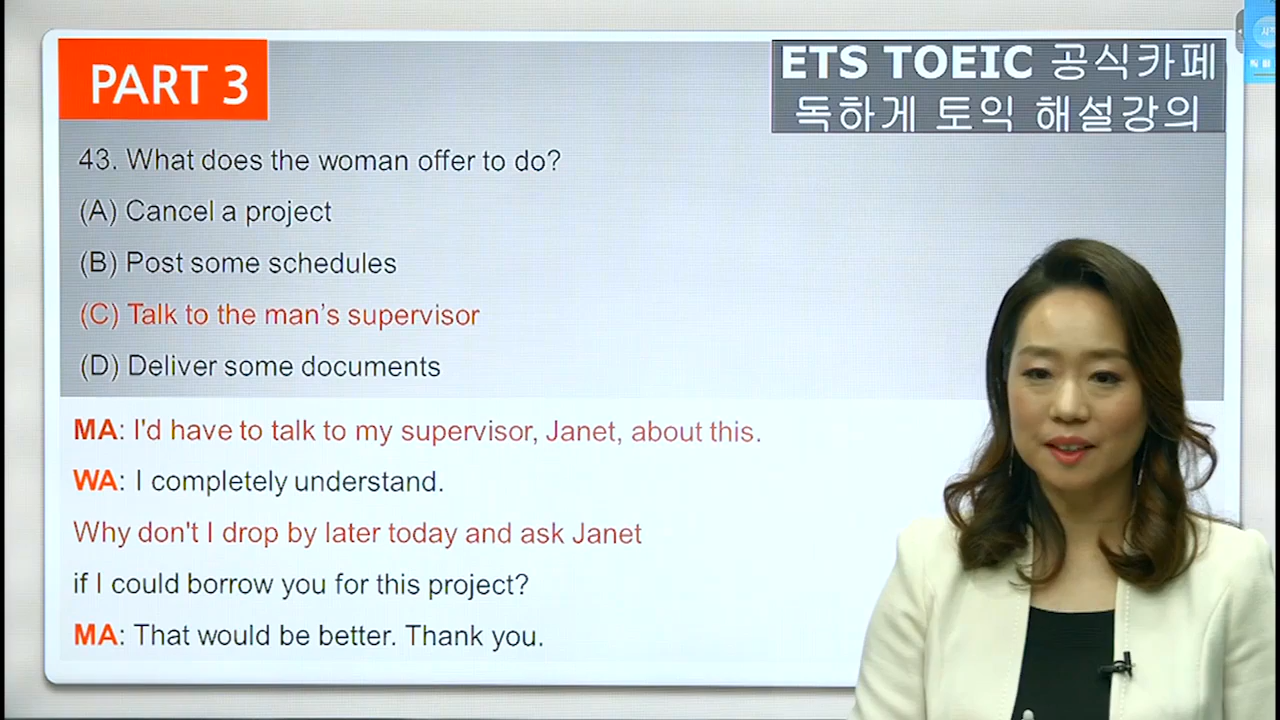 PART 3
ETS TOEIC 공식카페
독하게 토익 해설강의
43. What does the woman offer to do?
(A) Cancel a project
(B) Post some schedules
(C) Talk to the man's supervisor
(D) Deliver some documents
MA: I'd have to talk to my supervisor, Janet, about this.
WA: I completely understand.
Why don't I drop by later today and ask Janet
if I could borrow you for this project?
MA: That would be better. Thank you.